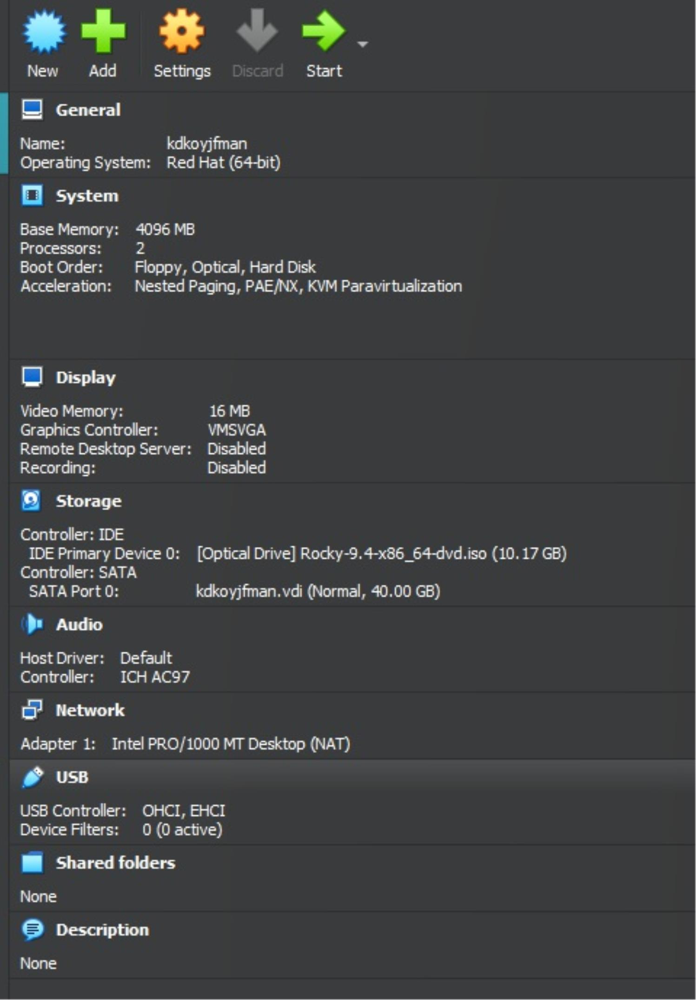 New Add Settings Discard Start
General
Name: kdkoyjfman
Operating System: Red Hat (64-bit)
System
Base Memory: 4096 MB
Processors: 2
Boot Order: Floppy, Optical, Hard Disk
Acceleration: Nested Paging, PAE/NX, KVM Paravirtualization
Display
Video Memory: 16 MB
Graphics Controller: VMSVGA
Remote Desktop Server: Disabled
Recording: Disabled
Storage
Controller: IDE
IDE Primary Device 0: [Optical Drive] Rocky-9.4-x86_64-dvd.iso (10.17 GB)
Controller: SATA
SATA Port 0: kdkoyjfman.vdi (Normal, 40.00 GB)
Audio
Host Driver: Default
Controller: ICH AC97
Network
Adapter 1: Intel PRO/1000 MT Desktop (NAT)
USB
USB Controller: OHCI, EHCI
Device Filters: 0 (0 active)
Shared folders
None
Description
None